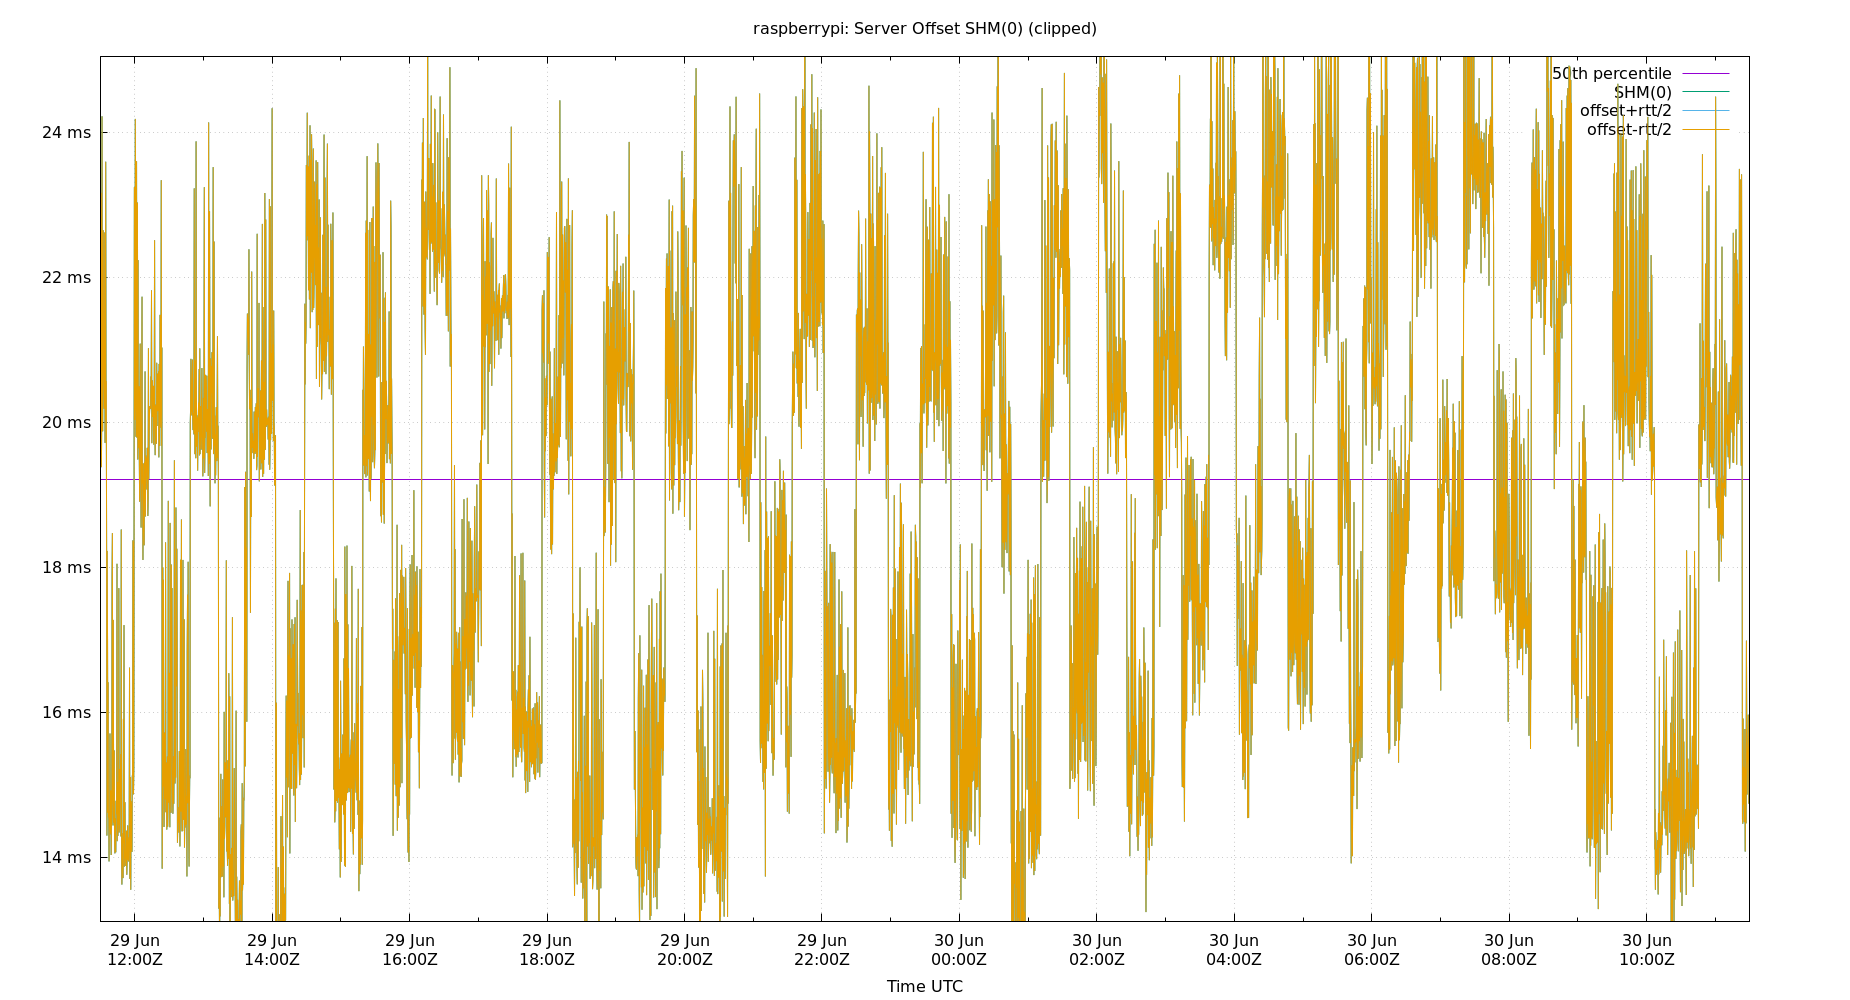 raspberrypi: Server Offset SHM(0) (clipped)
50th percentile
SHM(0)
offset+rtt/2
offset-rtt/2
24 ms
22 ms
20 ms
18 ms
16 ms
14 ms
29 Jun 29 Jun 29 Jun 29 Jun 29 Jun 29 Jun 30 Jun 30 Jun 30 Jun 30 Jun 30 Jun 30 Jun
12:00Z 14:00Z 16:00Z 18:00Z 20:00Z 22:00Z 00:00Z 02:00Z 04:00Z 06:00Z 08:00Z 10:00Z
Time UTC